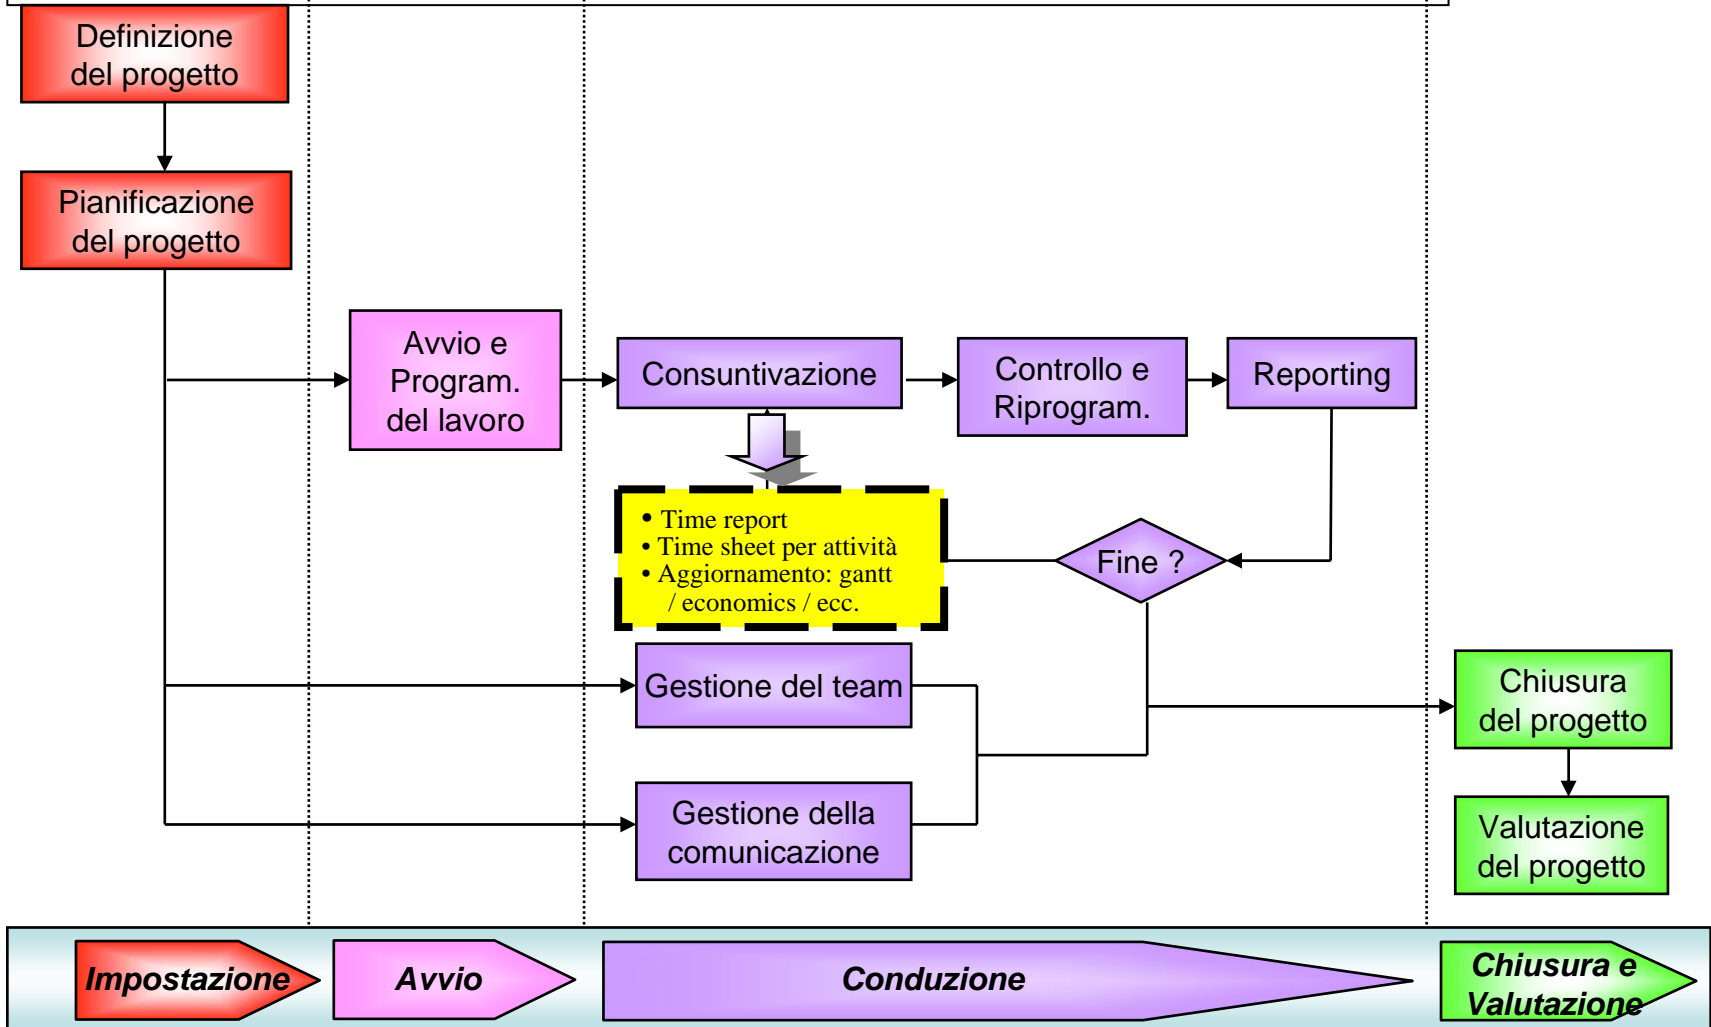 Definizione
del progetto
Pianificazione
del progetto
Avvio e
Program.
del lavoro
Consuntivazione
Controllo e
Riprogram.
Reporting
• Time report
• Time sheet per attività
• Aggiornamento: gantt
/ economics / ecc.
Fine ?
Gestione del team
Gestione della
comunicazione
Chiusura
del progetto
Valutazione
del progetto
Impostazione
Avvio
Conduzione
Chiusura e
Valutazione